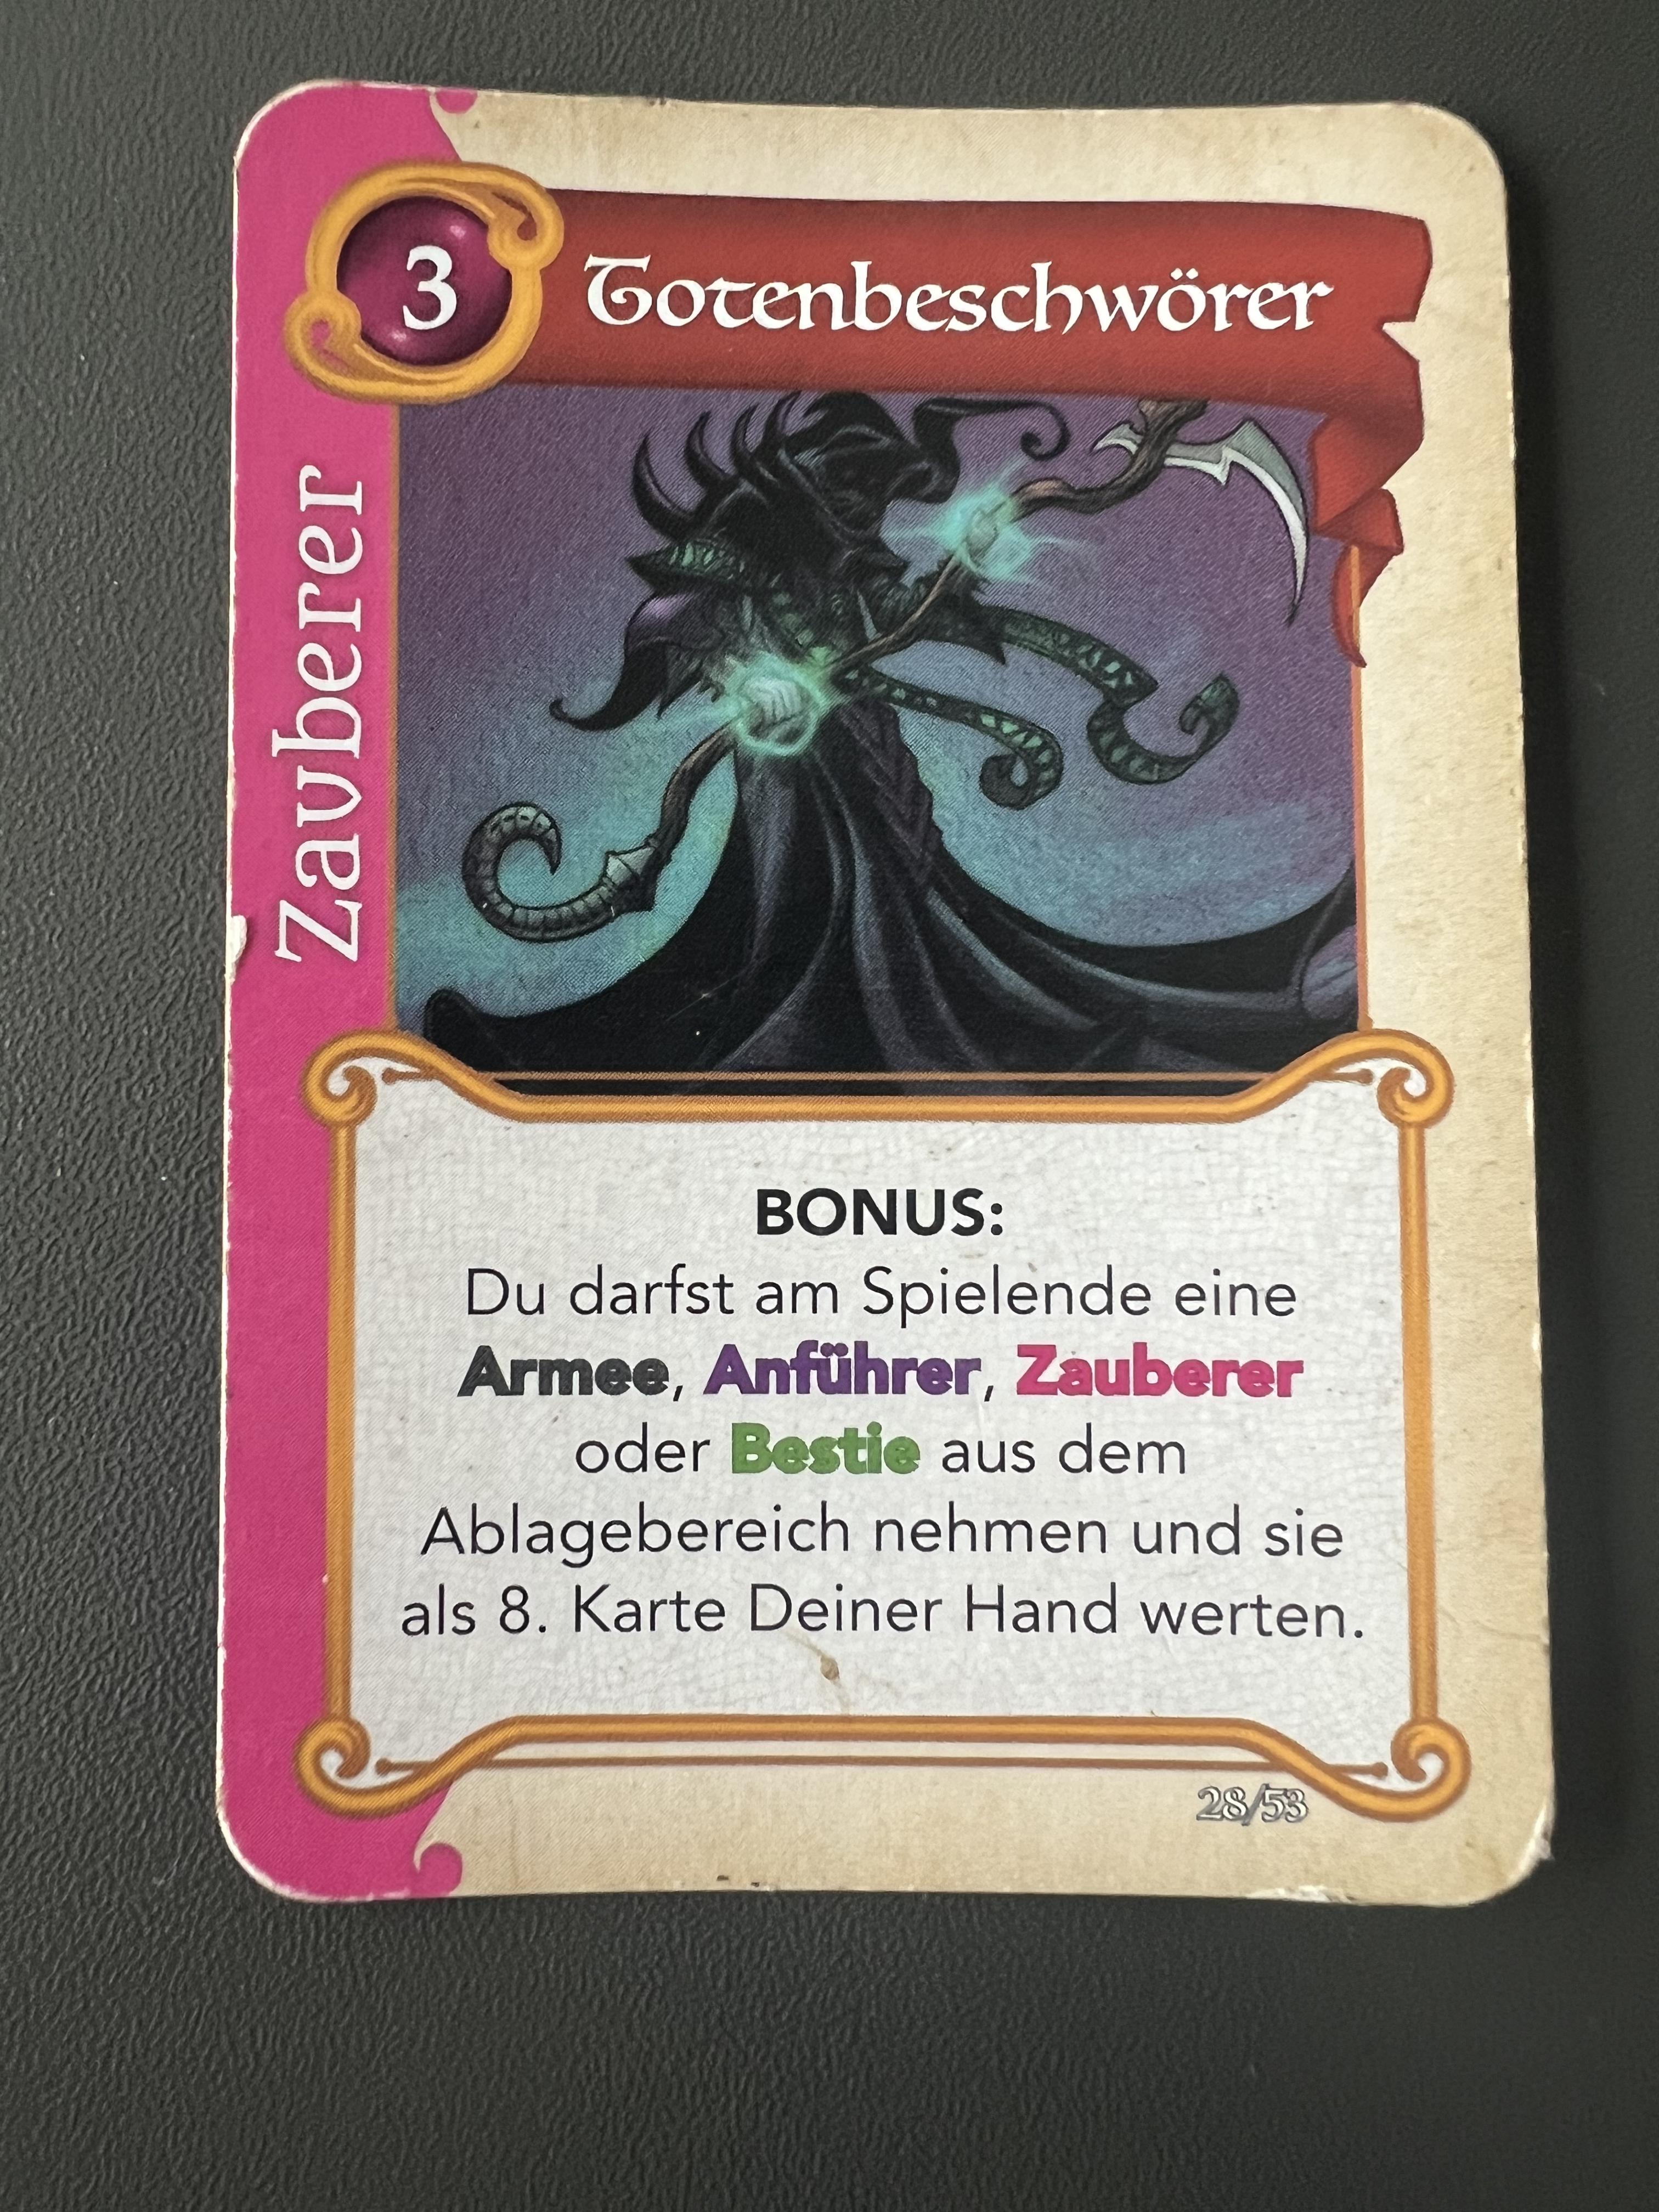 3
Totenbeschwörer
Zauberer
BONUS:
Du darfst am Spielende eine
Armee, Anführer, Zauberer
oder Bestie aus dem
Ablagebereich nehmen und sie
als 8. Karte Deiner Hand werten.
28/53